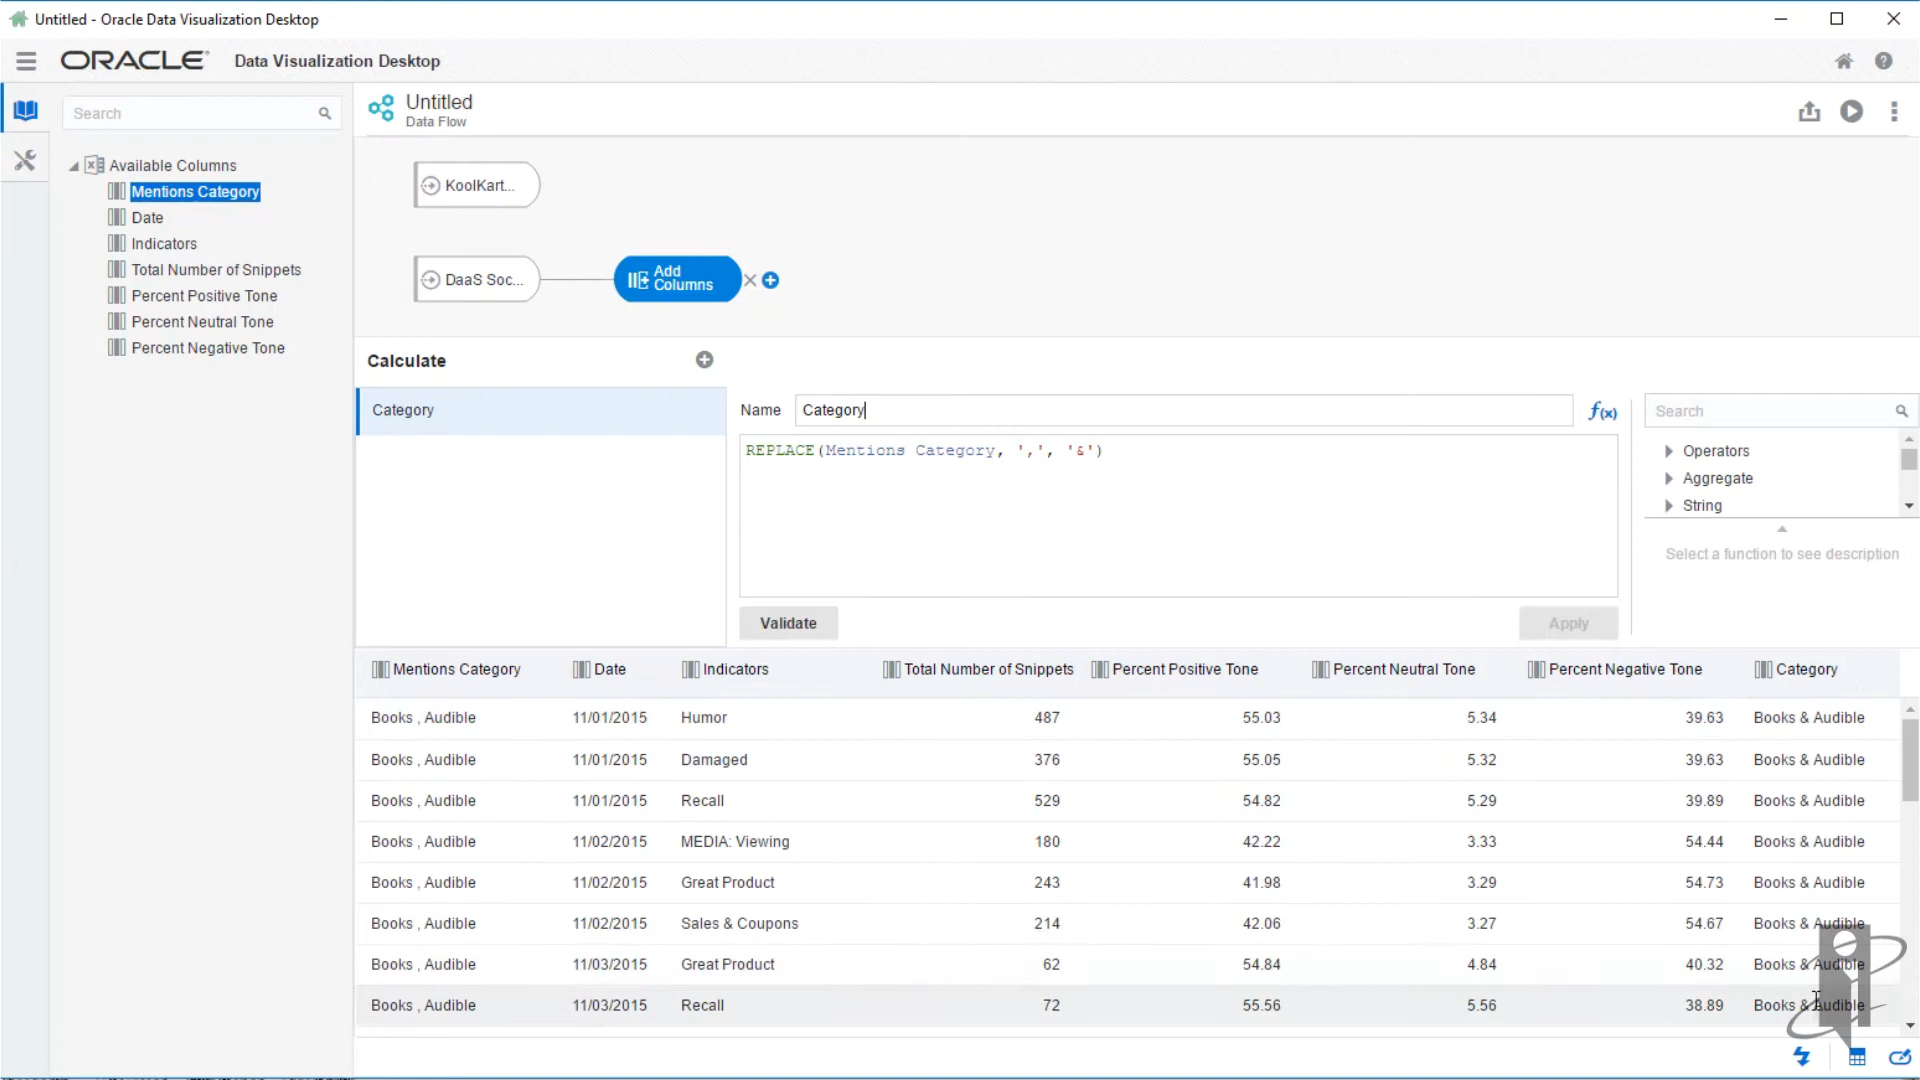 Untitled - Oracle Data Visualization Desktop
ORACLE Data Visualization Desktop
Search
Untitled
Data Flow
Available Columns
Mentions Category
Date
Indicators
Total Number of Snippets
Percent Positive Tone
Percent Neutral Tone
Percent Negative Tone
KoolKart...
DaaS Soc...
Add
Columns
Calculate
Category
Name Category
f(x)
REPLACE(Mentions Category, ',', '&')
Search
Operators
Aggregate
String
Select a function to see description
Validate
Apply
Mentions Category Date Indicators Total Number of Snippets Percent Positive Tone Percent Neutral Tone Percent Negative Tone Category
Books , Audible 11/01/2015 Humor 487 55.03 5.34 39.63 Books & Audible
Books , Audible 11/01/2015 Damaged 376 55.05 5.32 39.63 Books & Audible
Books , Audible 11/01/2015 Recall 529 54.82 5.29 39.89 Books & Audible
Books , Audible 11/02/2015 MEDIA: Viewing 180 42.22 3.33 54.44 Books & Audible
Books , Audible 11/02/2015 Great Product 243 41.98 3.29 54.73 Books & Audible
Books , Audible 11/02/2015 Sales & Coupons 214 42.06 3.27 54.67 Books & Audible
Books , Audible 11/03/2015 Great Product 62 54.84 4.84 40.32 Books & Audible
Books , Audible 11/03/2015 Recall 72 55.56 5.56 38.89 Books & Audible